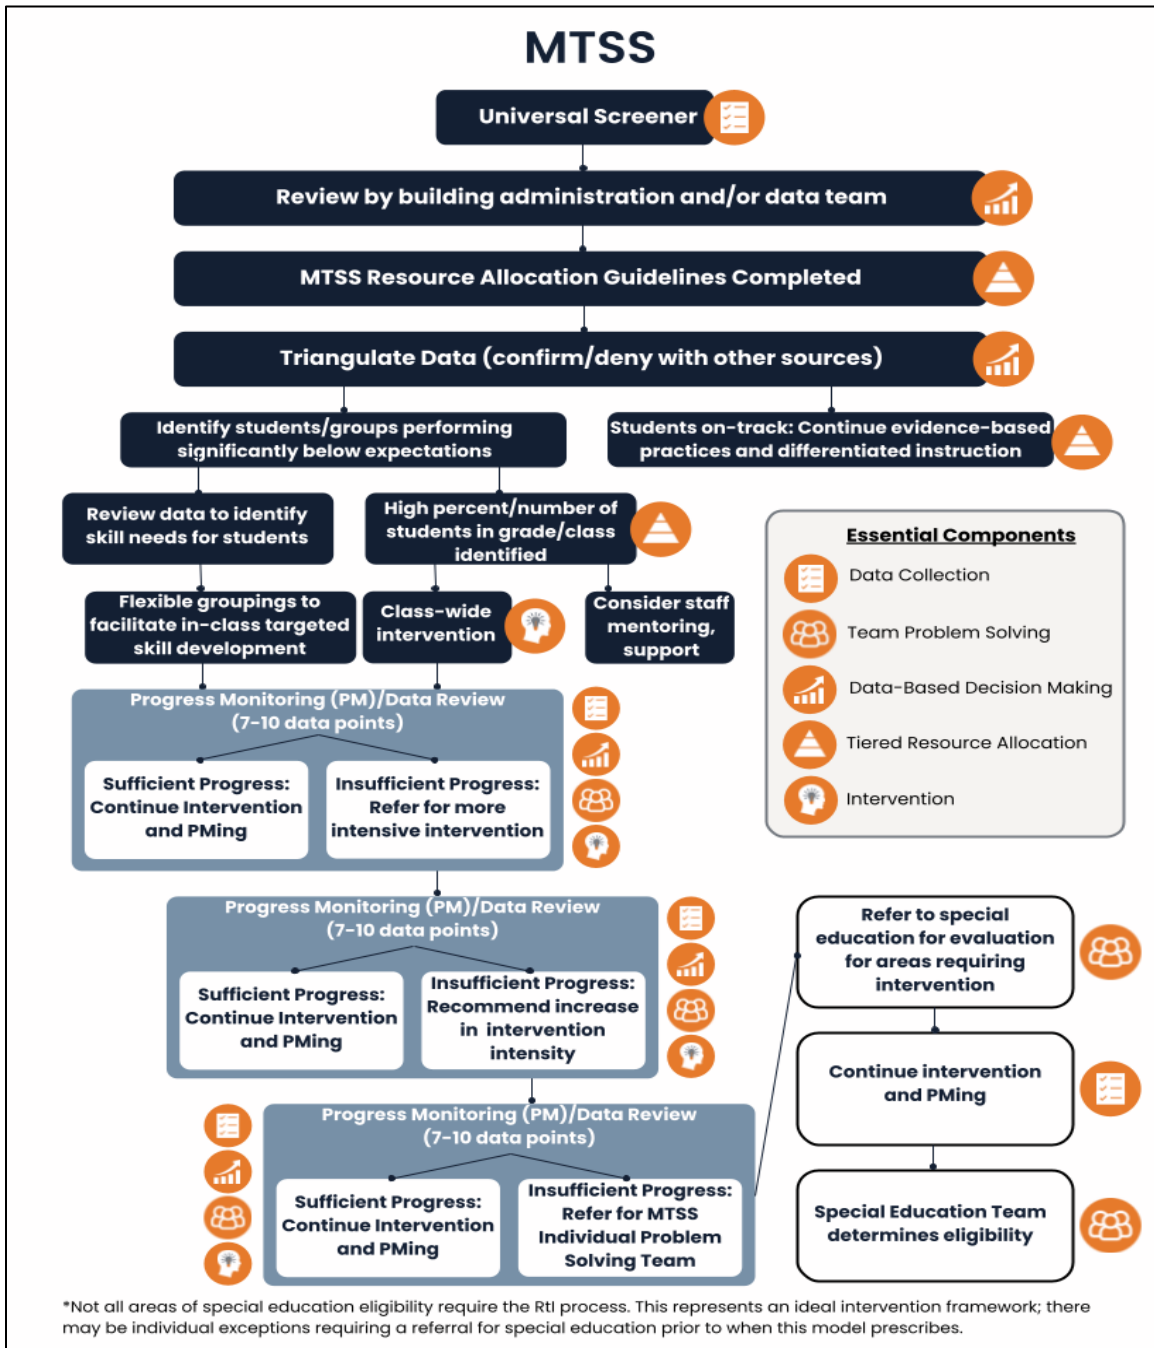 MTSS
Universal Screener
Review by building administration and/or data team
MTSS Resource Allocation Guidelines Completed
Triangulate Data (confirm/deny with other sources)
Identify students/groups performing
significantly below expectations
Students on-track: Continue evidence-based
practices and differentiated instruction
Review data to identify
skill needs for students
High percent/number of
students in grade/class
identified
Flexible groupings to
facilitate in-class targeted
skill development
Class-wide
intervention
Consider staff
mentoring,
support
Essential Components
Data Collection
Team Problem Solving
Data-Based Decision Making
Tiered Resource Allocation
Intervention
Progress Monitoring (PM)/Data Review
(7-10 data points)
Sufficient Progress:
Continue Intervention
and PMing
Insufficient Progress:
Refer for more
intensive intervention
Progress Monitoring (PM)/Data Review
(7-10 data points)
Sufficient Progress:
Continue Intervention
and PMing
Insufficient Progress:
Recommend increase
in intervention
intensity
Progress Monitoring (PM)/Data Review
(7-10 data points)
Sufficient Progress:
Continue Intervention
and PMing
Insufficient Progress:
Refer for MTSS
Individual Problem
Solving Team
Refer to special
education for evaluation
for areas requiring
intervention
Continue intervention
and PMing
Special Education Team
determines eligibility
*Not all areas of special education eligibility require the RtI process. This represents an ideal intervention framework; there
may be individual exceptions requiring a referral for special education prior to when this model prescribes.